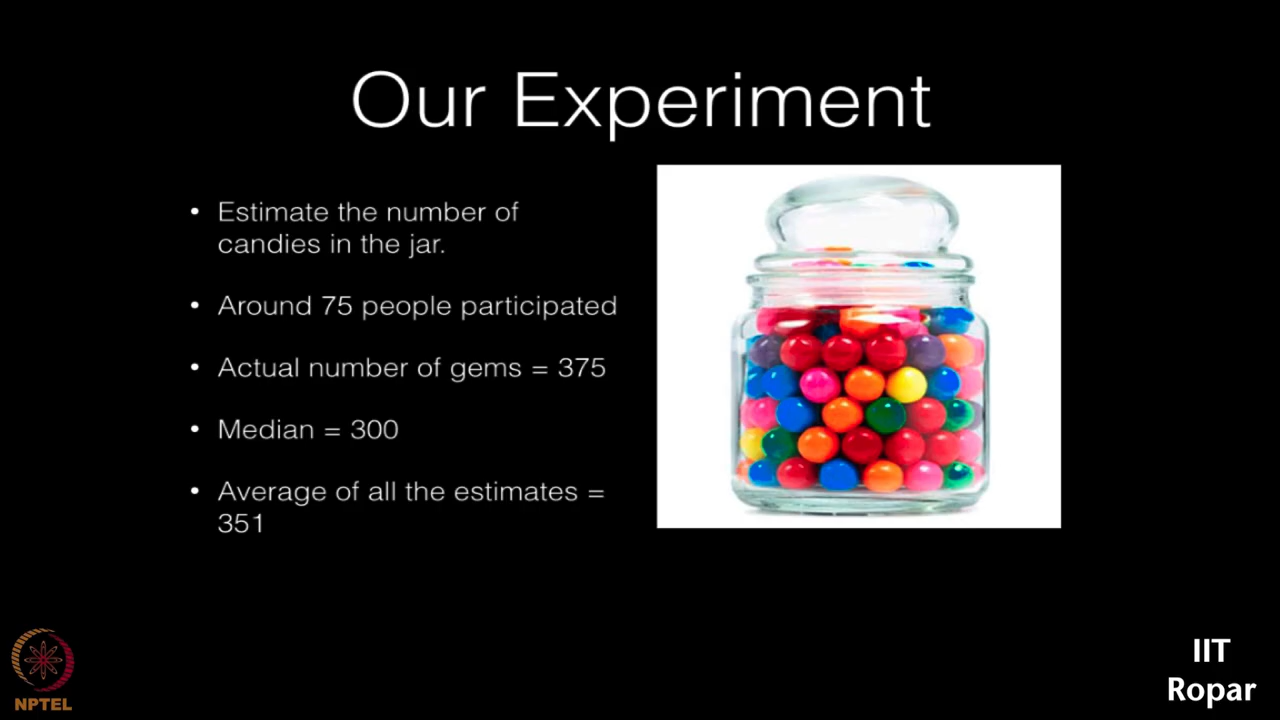 Our Experiment
• Estimate the number of
candies in the jar.
• Around 75 people participated
• Actual number of gems = 375
• Median = 300
• Average of all the estimates =
351
NPTEL
IIT
Ropar